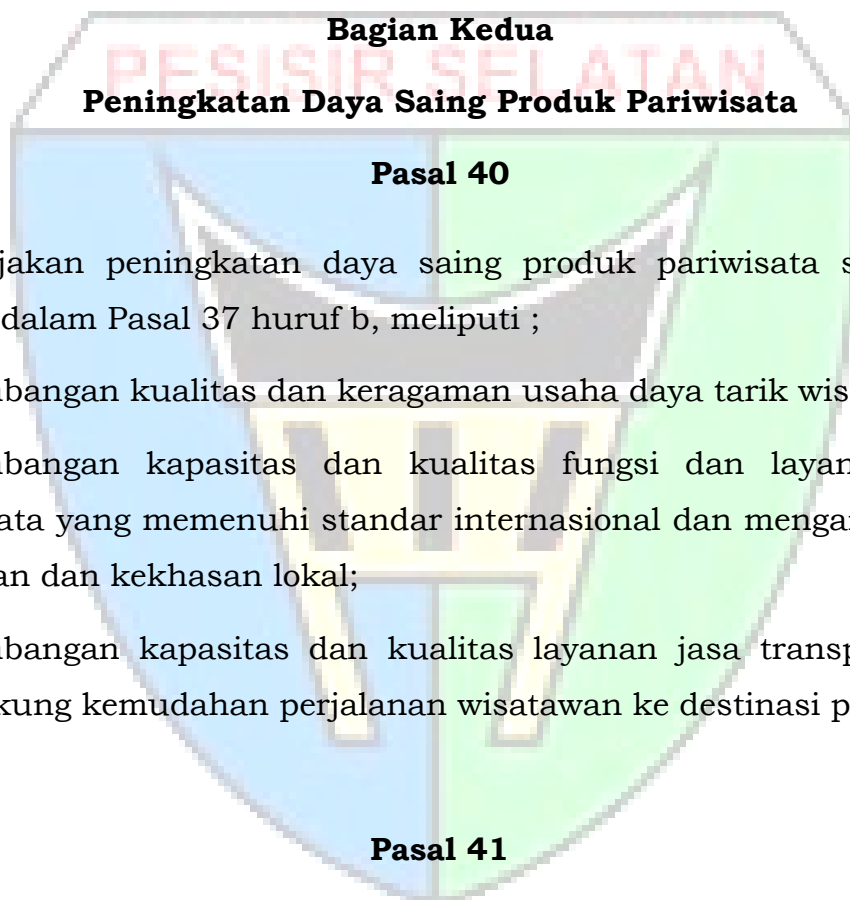 PESISIR SELATAN
Bagian Kedua
Peningkatan Daya Saing Produk Pariwisata
Pasal 40
jakan peningkatan daya saing produk pariwisata s
dalam Pasal 37 huruf b, meliputi ;
bangan kualitas dan keragaman usaha daya tarik wis
bangan kapasitas dan kualitas fungsi dan layan
ata yang memenuhi standar internasional dan menga
an dan kekhasan lokal;
bangan kapasitas dan kualitas layanan jasa transp
kung kemudahan perjalanan wisatawan ke destinasi p
Pasal 41